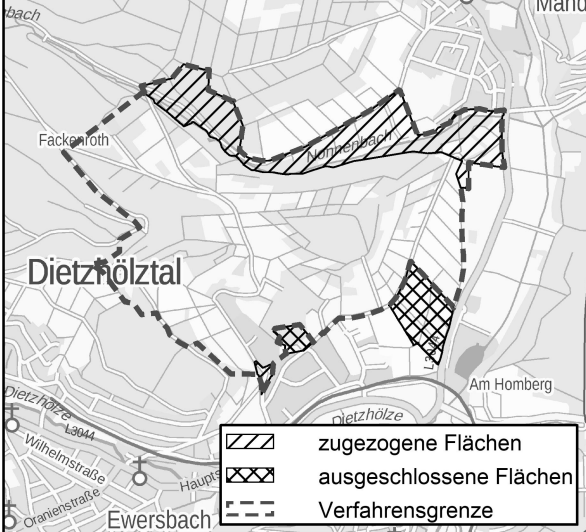 Mand
bach
Fackenroth
Nonnenbach
Dietzhölztal
L3044
Am Homberg
Dietzhölze
Dietzhölze
L3044
Wilhelmstraße
Haupts
Oranienstraße
Ewersbach
zugezogene Flächen
ausgeschlossene Flächen
Verfahrensgrenze